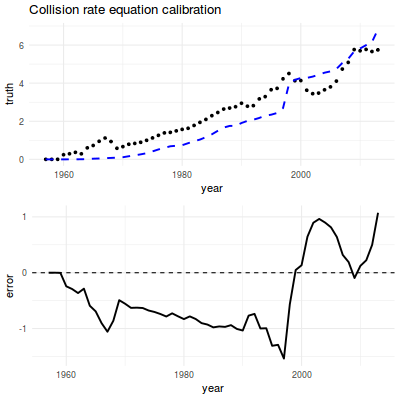 Collision rate equation calibration
truth
6
4
2
0
1960
1980
2000
year
error
1
0
-1
1960
1980
2000
year